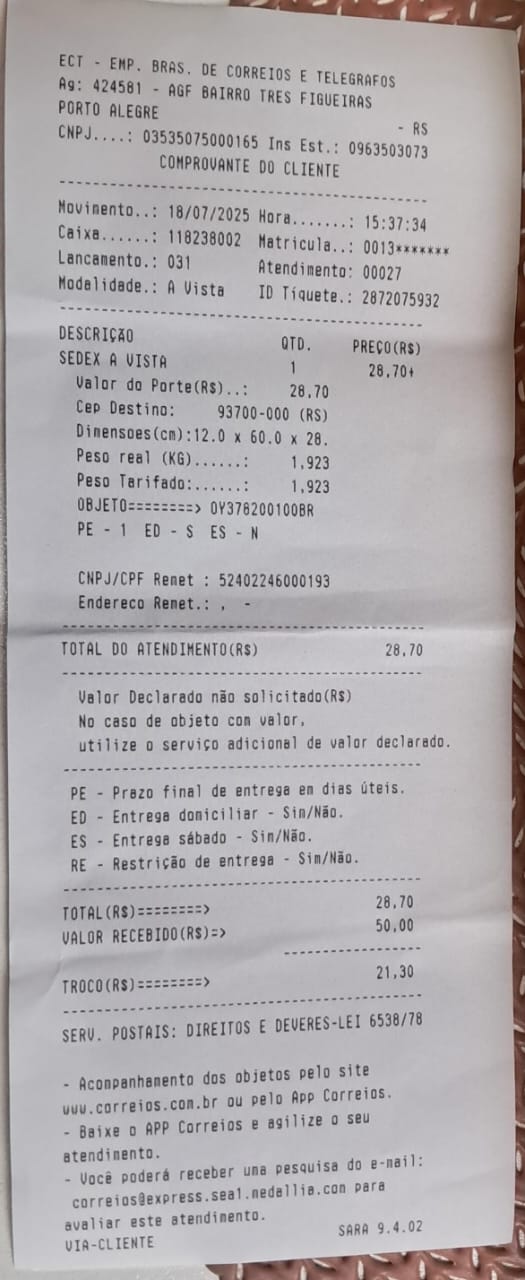 ECT - EMP. BRAS. DE CORREIOS E TELEGRAFOS
Ag: 424581 - AGF BAIRRO TRES FIGUEIRAS
PORTO ALEGRE - RS
CNPJ....: 03535075000165 Ins Est.: 0963503073
COMPROVANTE DO CLIENTE
Movimento..: 18/07/2025 Hora.......: 15:37:34
Caixa......: 118238002 Matricula..: 0013*******
Lancamento.: 031 Atendimento: 00027
Modalidade.: A Vista ID Tíquete.: 2872075932
DESCRIÇÃO QTD. PREÇO(R$)
SEDEX A VISTA 1 28,70+
Valor do Porte(R$)..: 28,70
Cep Destino: 93700-000 (RS)
Dimensoes(cm):12.0 x 60.0 x 28.
Peso real (KG)......: 1,923
Peso Tarifado:......: 1,923
OBJETO========> OY378200100BR
PE - 1 ED - S ES - N
CNPJ/CPF Remet : 52402246000193
Endereco Remet.: , -
TOTAL DO ATENDIMENTO(R$) 28,70
Valor Declarado não solicitado(R$)
No caso de objeto com valor,
utilize o serviço adicional de valor declarado.
PE - Prazo final de entrega em dias úteis.
ED - Entrega domiciliar - Sim/Não.
ES - Entrega sábado - Sim/Não.
RE - Restrição de entrega - Sim/Não.
TOTAL(R$)========> 28,70
VALOR RECEBIDO(R$)=> 50,00
TROCO(R$)========> 21,30
SERV. POSTAIS: DIREITOS E DEVERES-LEI 6538/78
- Acompanhamento dos objetos pelo site
www.correios.com.br ou pelo App Correios.
- Baixe o APP Correios e agilize o seu
atendimento.
- Você poderá receber uma pesquisa do e-mail:
correios@express.sea1.medallia.com para
avaliar este atendimento.
VIA-CLIENTE SARA 9.4.02